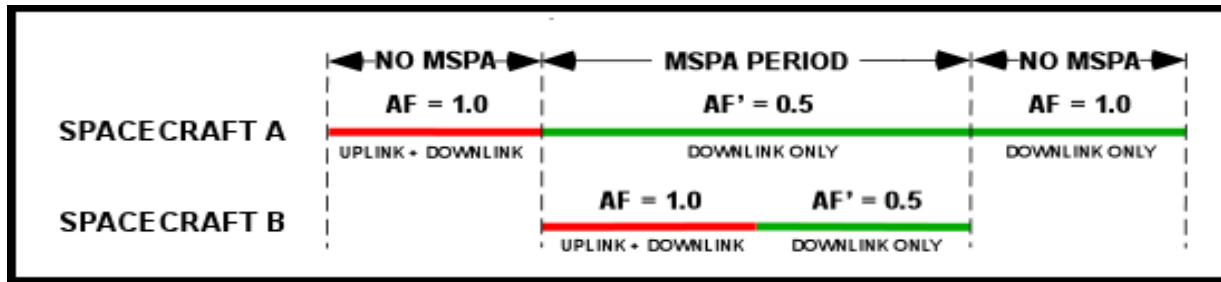 NO MSPA MSPA PERIOD NO MSPA
AF = 1.0 AF' = 0.5 AF = 1.0
SPACECRAFT A
UPLINK + DOWNLINK DOWNLINK ONLY DOWNLINK ONLY
AF = 1.0 AF' = 0.5
SPACECRAFT B
UPLINK + DOWNLINK DOWNLINK ONLY